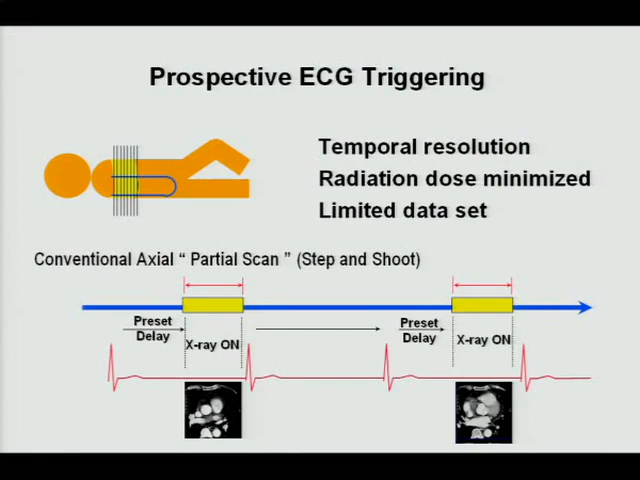 Prospective ECG Triggering
Temporal resolution
Radiation dose minimized
Limited data set
Conventional Axial “ Partial Scan ” (Step and Shoot)
Preset
Delay
X-ray ON
Preset
Delay
X-ray ON